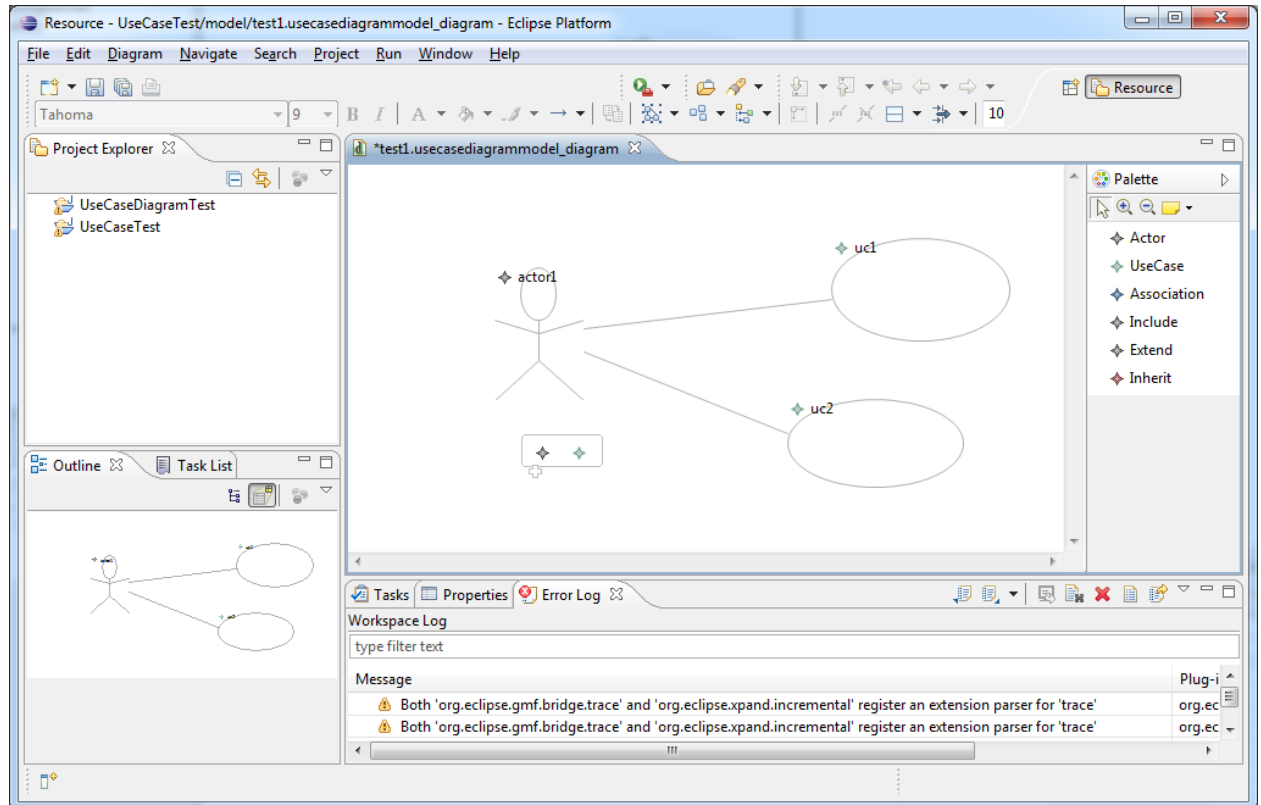 Resource - UseCaseTest/model/test1.usecasediagrammodel_diagram - Eclipse Platform
File Edit Diagram Navigate Search Project Run Window Help
Resource
Tahoma 9 B I A 10
Project Explorer
*test1.usecasediagrammodel_diagram
UseCaseDiagramTest
UseCaseTest
actor1
uc1
uc2
Palette
Actor
UseCase
Association
Include
Extend
Inherit
Outline Task List
Tasks Properties Error Log
Workspace Log
type filter text
Message Plug-i
Both 'org.eclipse.gmf.bridge.trace' and 'org.eclipse.xpand.incremental' register an extension parser for 'trace' org.ec
Both 'org.eclipse.gmf.bridge.trace' and 'org.eclipse.xpand.incremental' register an extension parser for 'trace' org.ec